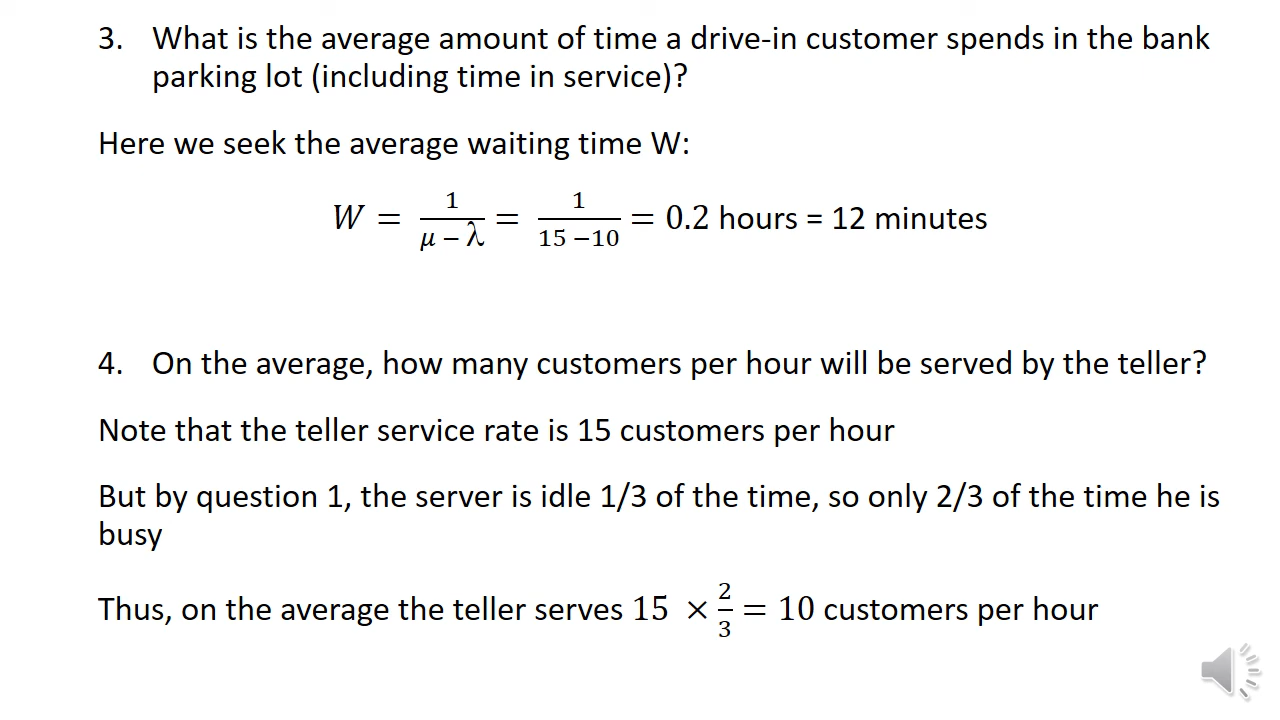 3. What is the average amount of time a drive-in customer spends in the bank
parking lot (including time in service)?
Here we seek the average waiting time W:
W = 1/(μ − λ) = 1/(15 −10) = 0.2 hours = 12 minutes
4. On the average, how many customers per hour will be served by the teller?
Note that the teller service rate is 15 customers per hour
But by question 1, the server is idle 1/3 of the time, so only 2/3 of the time he is
busy
Thus, on the average the teller serves 15 × 2/3 = 10 customers per hour